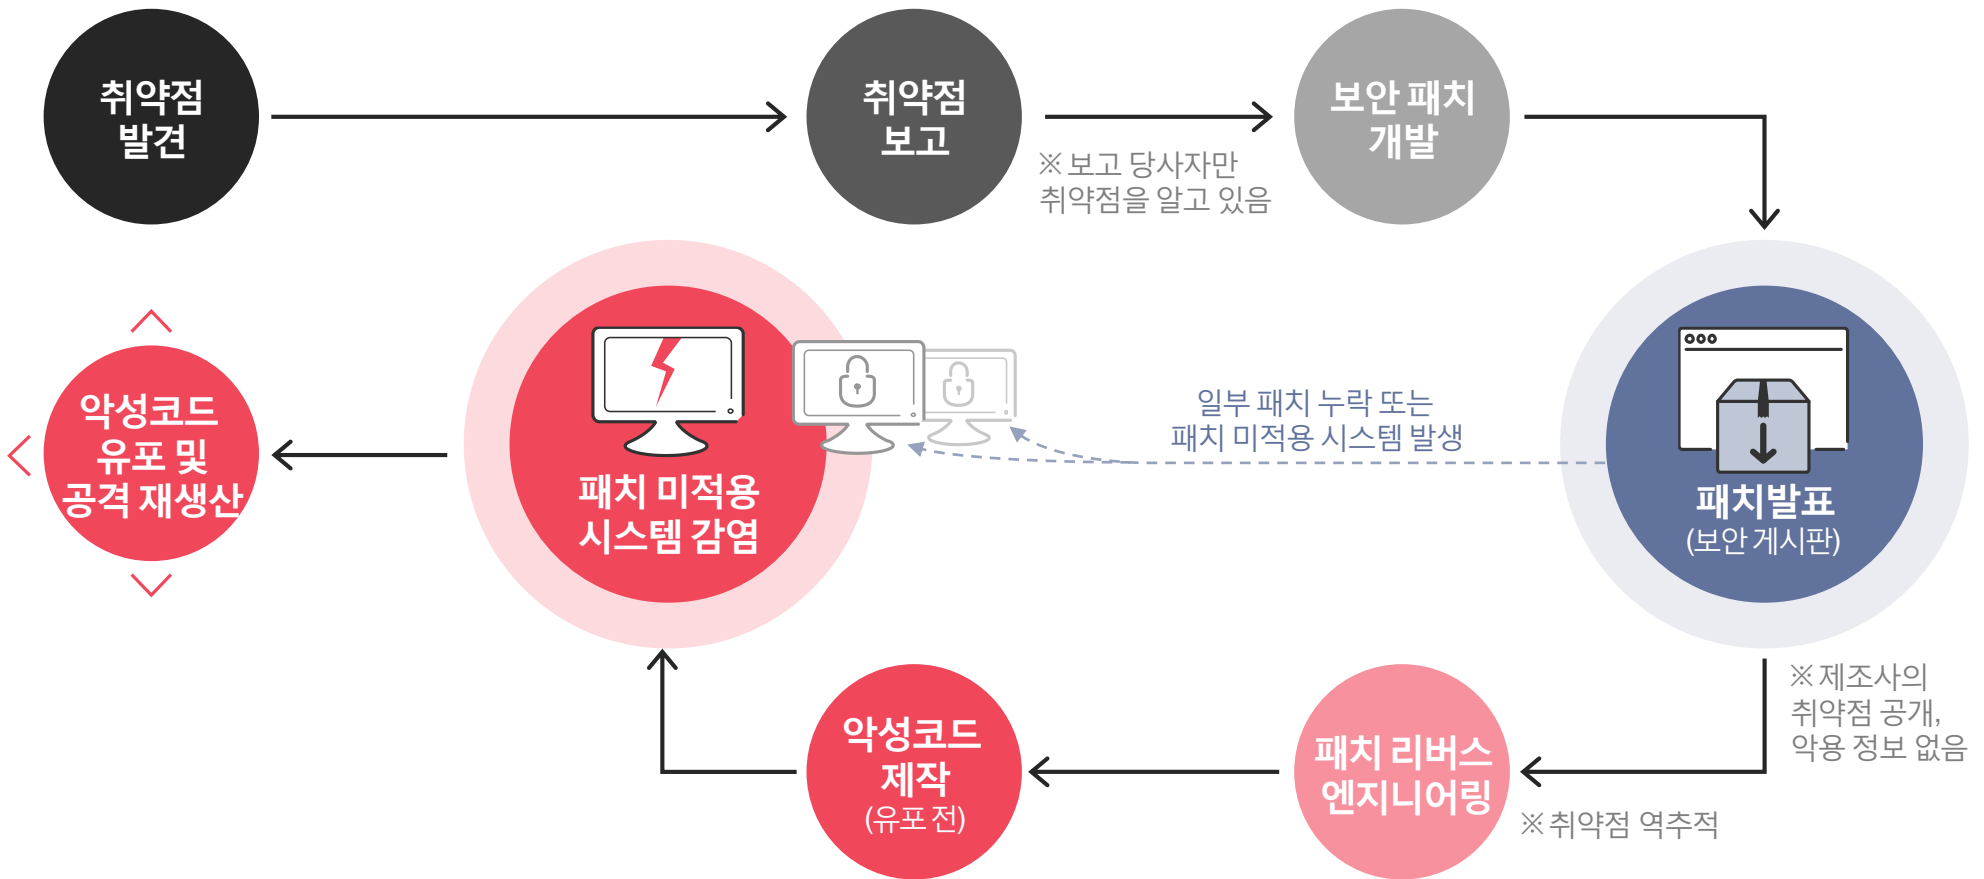 취약점
발견
취약점
보고
※ 보고 당사자만
취약점을 알고 있음
보안 패치
개발
패치발표
(보안 게시판)
일부 패치 누락 또는
패치 미적용 시스템 발생
※ 제조사의
취약점 공개,
악용 정보 없음
패치 리버스
엔지니어링
※ 취약점 역추적
악성코드
제작
(유포 전)
패치 미적용
시스템 감염
악성코드
유포 및
공격 재생산